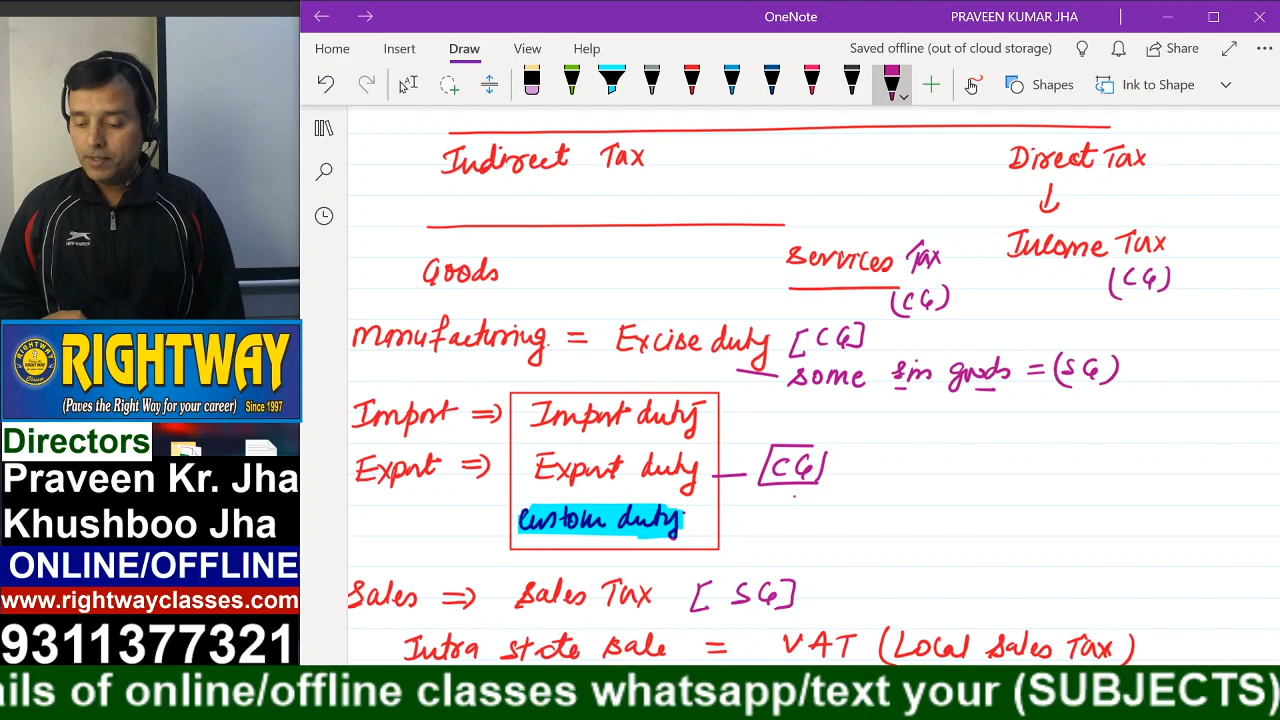 OneNote
PRAVEEN KUMAR JHA
Home Insert Draw View Help
Saved offline (out of cloud storage)
Share
Shapes
Ink to Shape
Indirect Tax
Direct Tax
Goods
Services Tax
(CG)
Income Tax
(CG)
manufactoring = Excise duty [CG]
some sin goods = (SG)
Import ⇒ Import duty
Export ⇒ Export duty — CG
custom duty
Sales ⇒ Sales Tax [SG]
Intra state sale = VAT (Local Sales Tax)
RIGHTWAY
Classes
(Paves the Right Way for your career) Since 1997
Directors
Praveen Kr. Jha
Khushboo Jha
ONLINE/OFFLINE
www.rightwayclasses.com
9311377321
ails of online/offline classes whatsapp/text your (SUBJECTS)